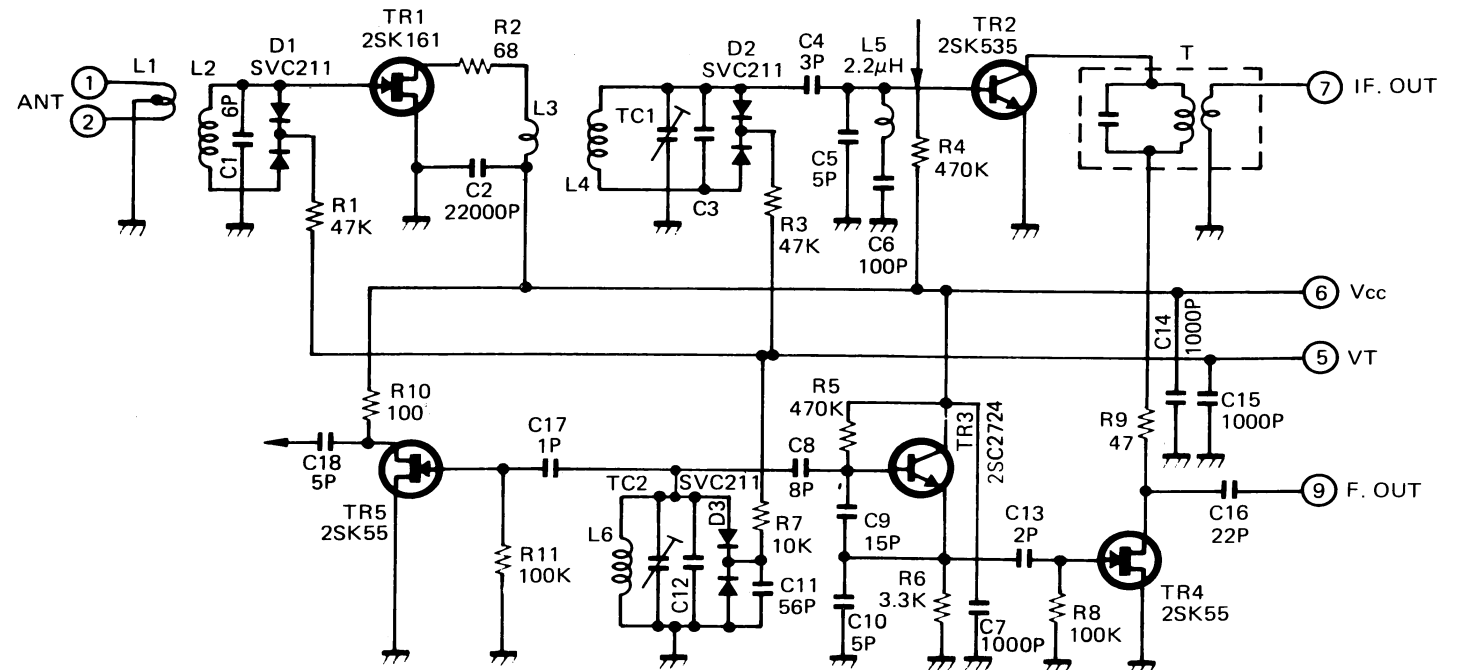 TR1
2SK161
R2
68
D1
SVC211
L1
L2
1
ANT
2
6P
C1
L3
C2
22000P
R1
47K
D2
SVC211
TC1
L4
C3
R3
47K
C4
3P
L5
2.2μH
C5
5P
C6
100P
TR2
2SK535
R4
470K
T
7 IF. OUT
6 Vcc
C14
1000P
5 VT
C15
1000P
R9
47
R10
100
C18
5P
TR5
2SK55
C17
1P
R11
100K
TC2
SVC211
D3
L6
C12
R7
10K
C11
56P
C8
8P
R5
470K
TR3
2SC2724
C9
15P
C10
5P
R6
3.3K
C7
1000P
C13
2P
R8
100K
TR4
2SK55
9 F. OUT
C16
22P